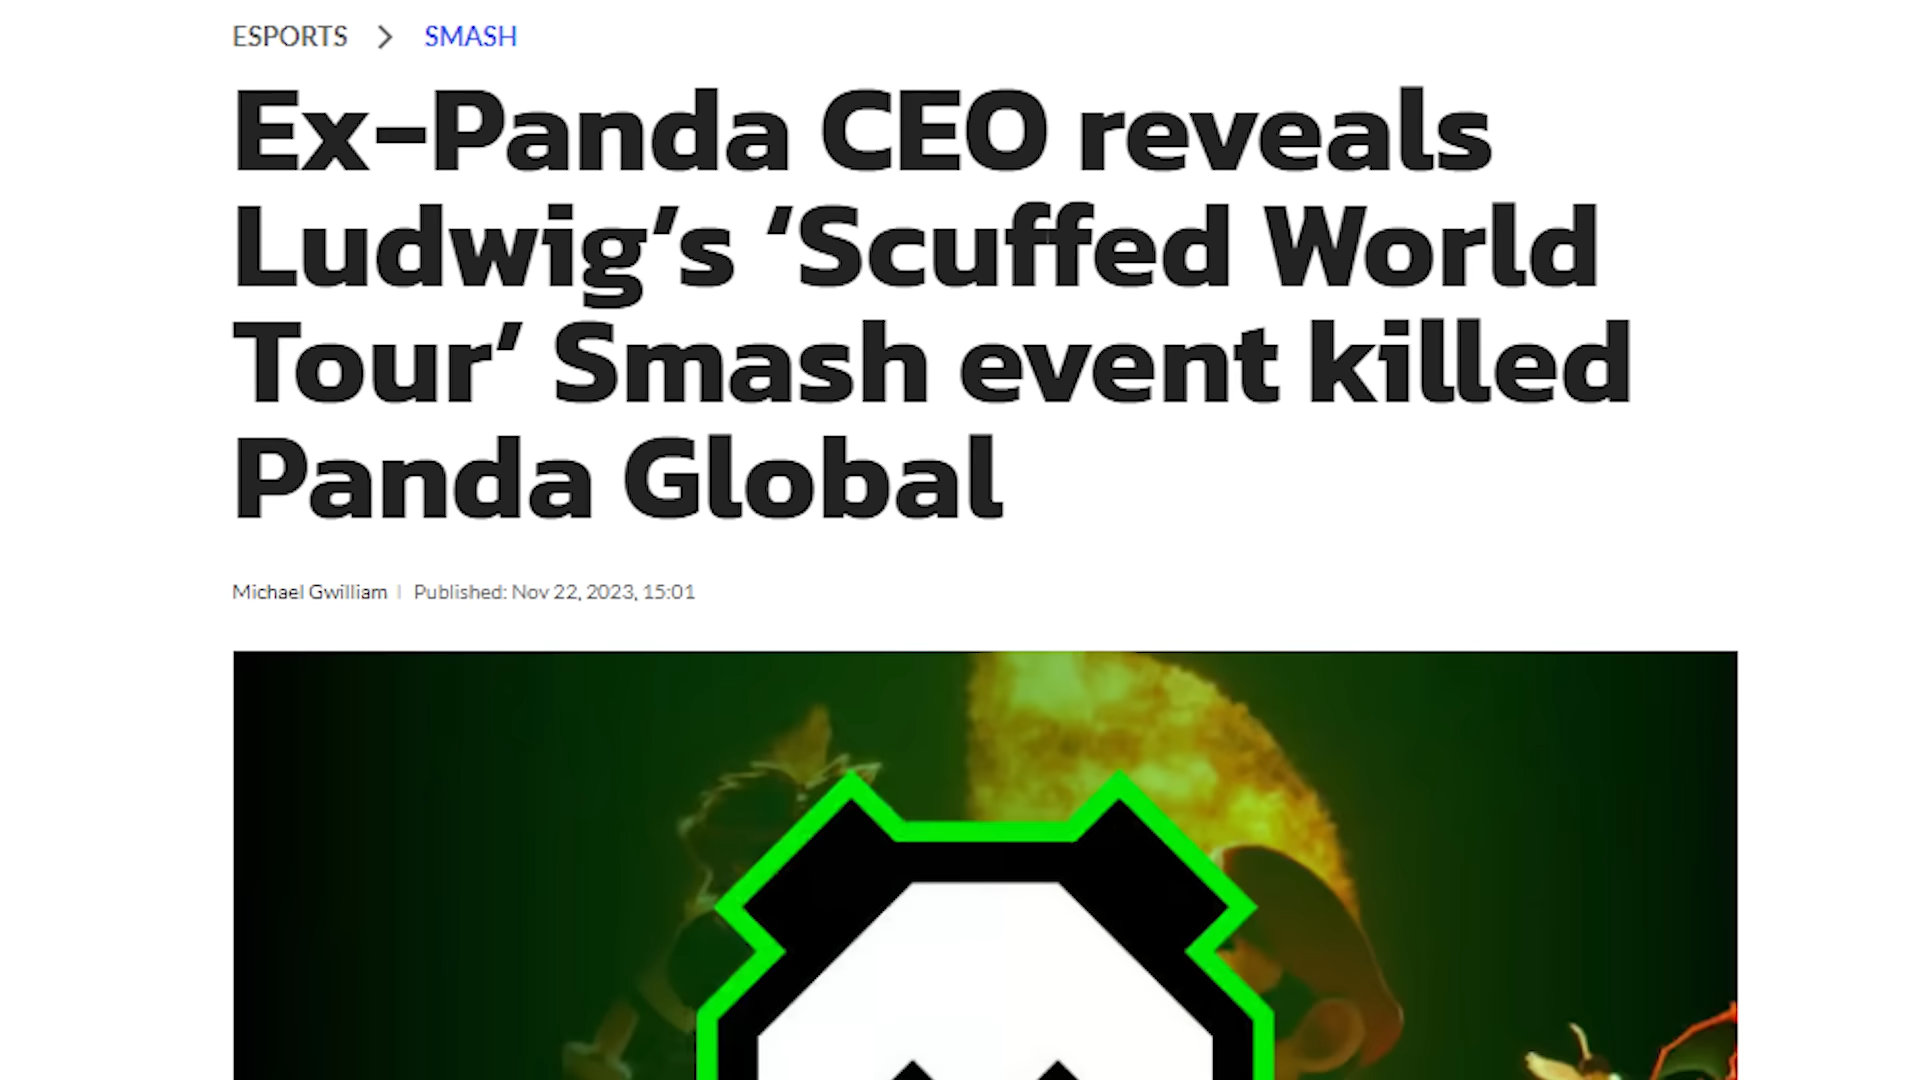 ESPORTS > SMASH
Ex-Panda CEO reveals
Ludwig’s ‘Scuffed World
Tour’ Smash event killed
Panda Global
Michael Gwilliam | Published: Nov 22, 2023, 15:01